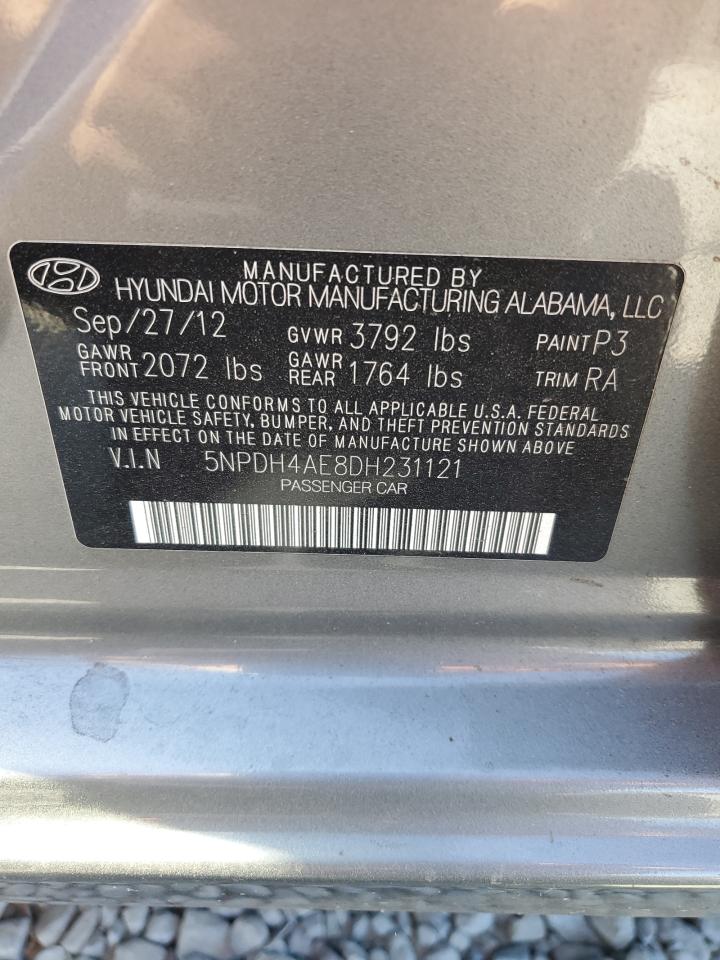 MANUFACTURED BY
HYUNDAI MOTOR MANUFACTURING ALABAMA, LLC
Sep/27/12 GVWR 3792 lbs PAINT P3
GAWR FRONT 2072 lbs GAWR REAR 1764 lbs TRIM RA
THIS VEHICLE CONFORMS TO ALL APPLICABLE U.S.A. FEDERAL
MOTOR VEHICLE SAFETY, BUMPER, AND THEFT PREVENTION STANDARDS
IN EFFECT ON THE DATE OF MANUFACTURE SHOWN ABOVE
V.I.N 5NPDH4AE8DH231121
PASSENGER CAR